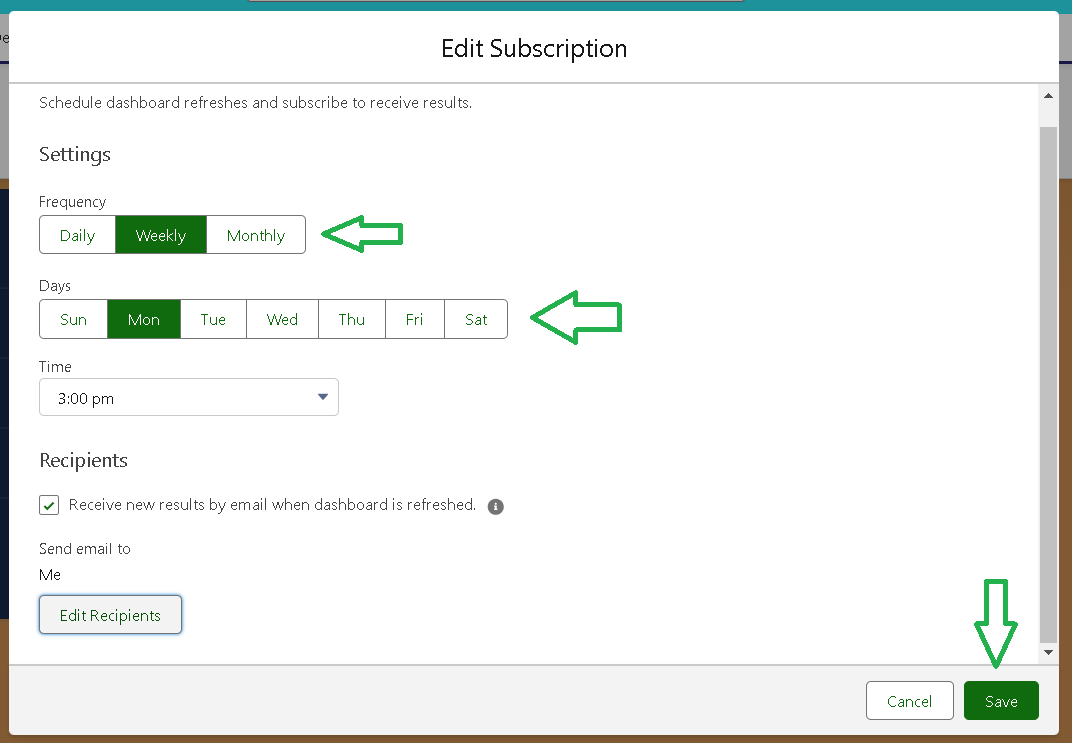 Edit Subscription
Schedule dashboard refreshes and subscribe to receive results.
Settings
Frequency
Daily Weekly Monthly
Days
Sun Mon Tue Wed Thu Fri Sat
Time
3:00 pm
Recipients
Receive new results by email when dashboard is refreshed.
Send email to
Me
Edit Recipients
Cancel Save